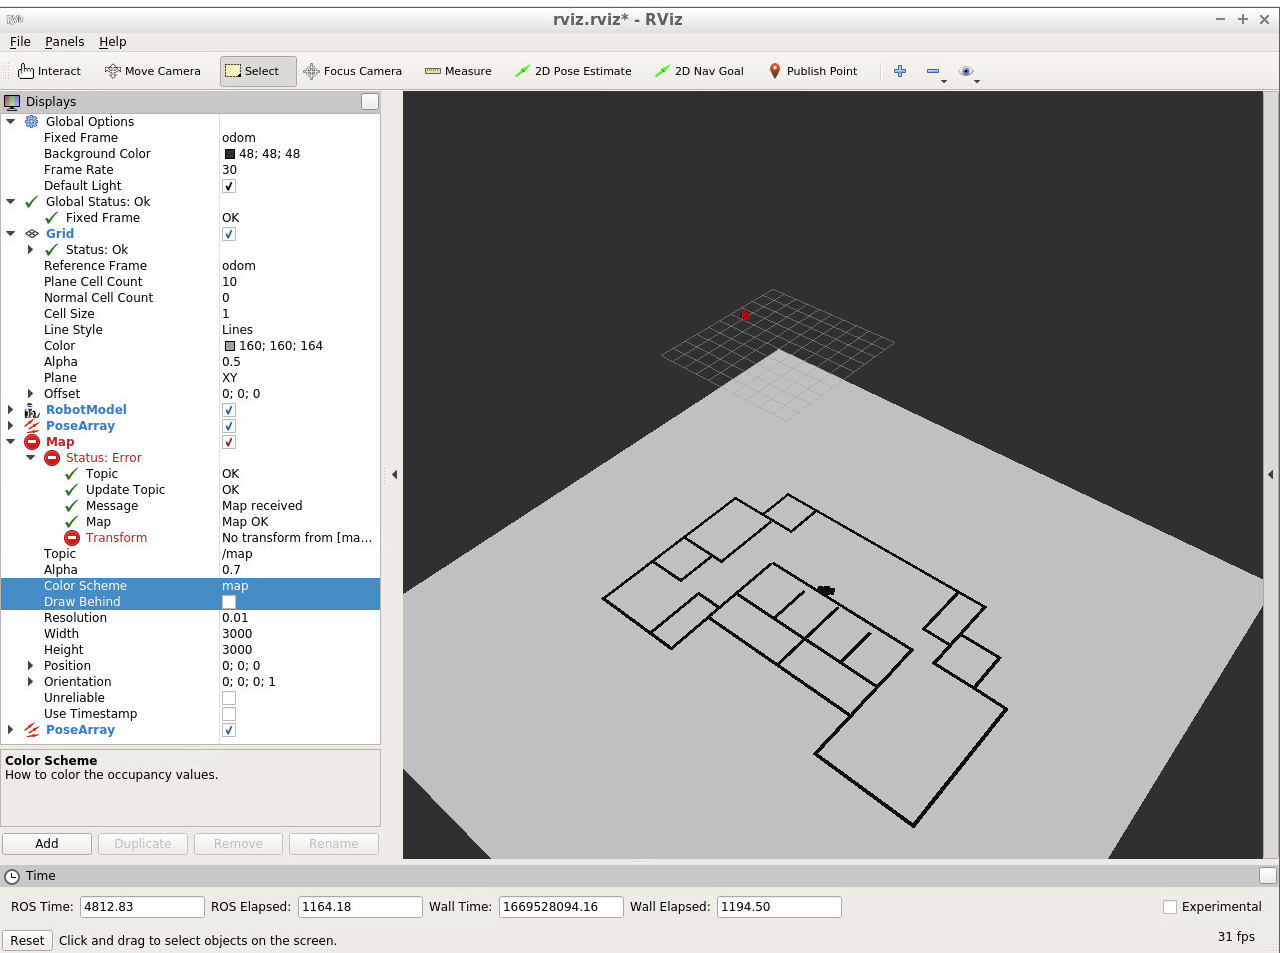 rviz.rviz* - RViz
File Panels Help
Interact Move Camera Select Focus Camera Measure 2D Pose Estimate 2D Nav Goal Publish Point
Displays
Global Options
Fixed Frame odom
Background Color 48; 48; 48
Frame Rate 30
Default Light
Global Status: Ok
Fixed Frame OK
Grid
Status: Ok
Reference Frame odom
Plane Cell Count 10
Normal Cell Count 0
Cell Size 1
Line Style Lines
Color 160; 160; 164
Alpha 0.5
Plane XY
Offset 0; 0; 0
RobotModel
PoseArray
Map
Status: Error
Topic OK
Update Topic OK
Message Map received
Map Map OK
Transform No transform from [ma...
Topic /map
Alpha 0.7
Color Scheme map
Draw Behind
Resolution 0.01
Width 3000
Height 3000
Position 0; 0; 0
Orientation 0; 0; 0; 1
Unreliable
Use Timestamp
PoseArray
Color Scheme
How to color the occupancy values.
Add Duplicate Remove Rename
Time
ROS Time: 4812.83 ROS Elapsed: 1164.18 Wall Time: 1669528094.16 Wall Elapsed: 1194.50 Experimental
Reset Click and drag to select objects on the screen. 31 fps